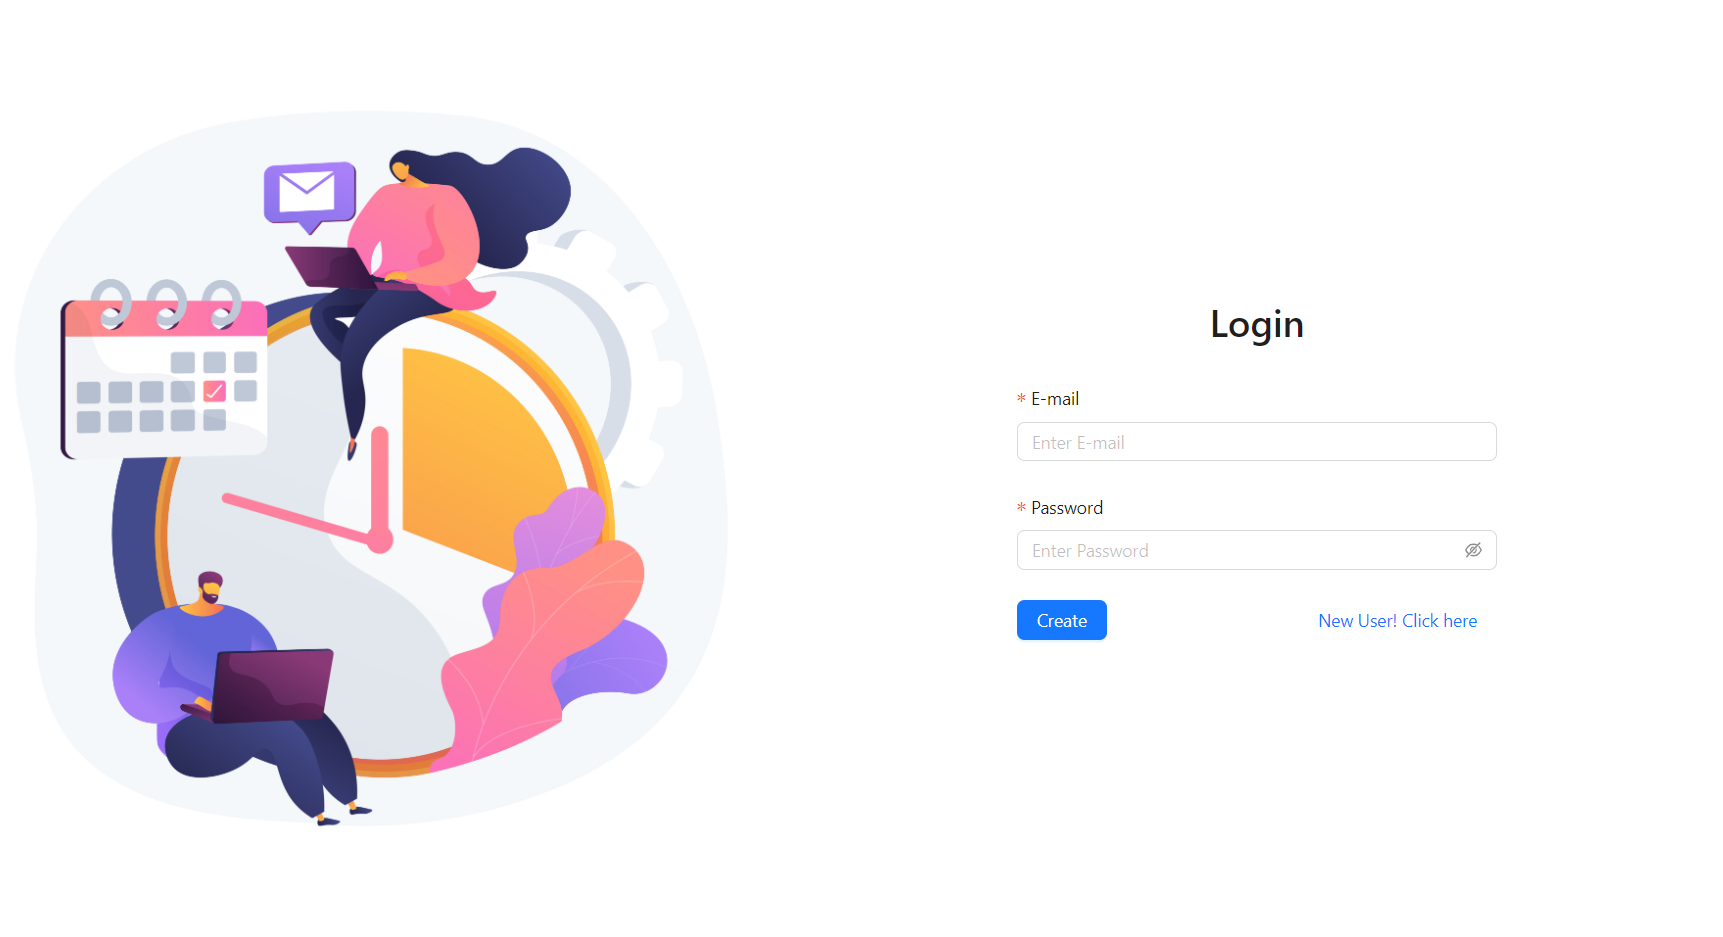 Login
* E-mail
Enter E-mail
* Password
Enter Password
Create
New User! Click here